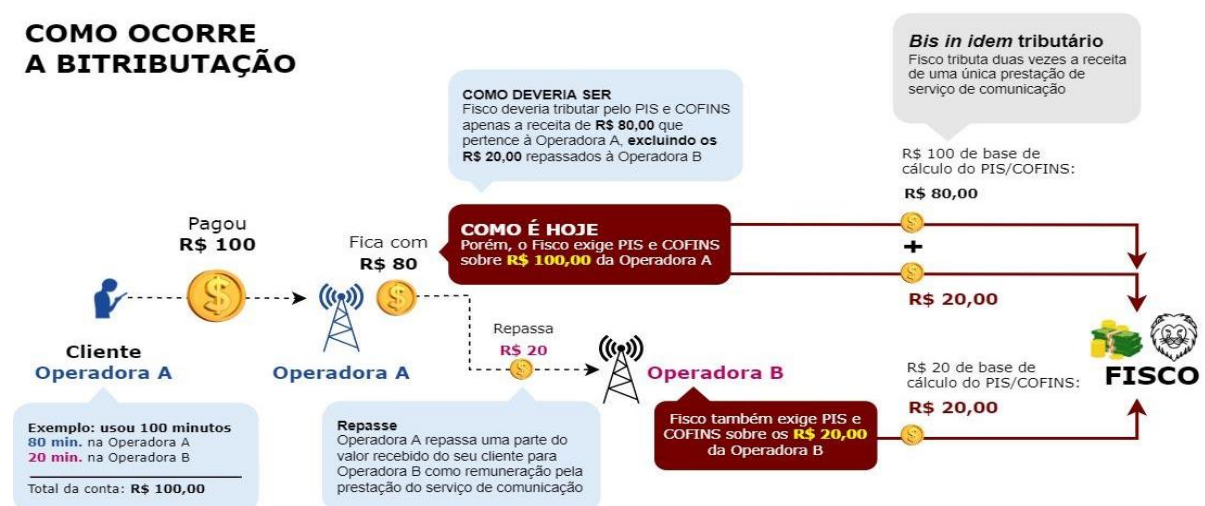 COMO OCORRE
A BITRIBUTAÇÃO
Bis in idem tributário
Fisco tributa duas vezes a receita
de uma única prestação de
serviço de comunicação
COMO DEVERIA SER
Fisco deveria tributar pelo PIS e COFINS
apenas a receita de R$ 80,00 que
pertence à Operadora A, excluindo os
R$ 20,00 repassados à Operadora B
R$ 100 de base de
cálculo do PIS/COFINS:
R$ 80,00
+
R$ 20,00
Pagou
R$ 100
Fica com
R$ 80
COMO É HOJE
Porém, o Fisco exige PIS e COFINS
sobre R$ 100,00 da Operadora A
Cliente
Operadora A
Operadora A
Repassa
R$ 20
Operadora B
R$ 20 de base de
cálculo do PIS/COFINS:
R$ 20,00
FISCO
Exemplo: usou 100 minutos
80 min. na Operadora A
20 min. na Operadora B
Total da conta: R$ 100,00
Repasse
Operadora A repassa uma parte do
valor recebido do seu cliente para
Operadora B como remuneração pela
prestação do serviço de comunicação
Fisco também exige PIS e
COFINS sobre os R$ 20,00
da Operadora B